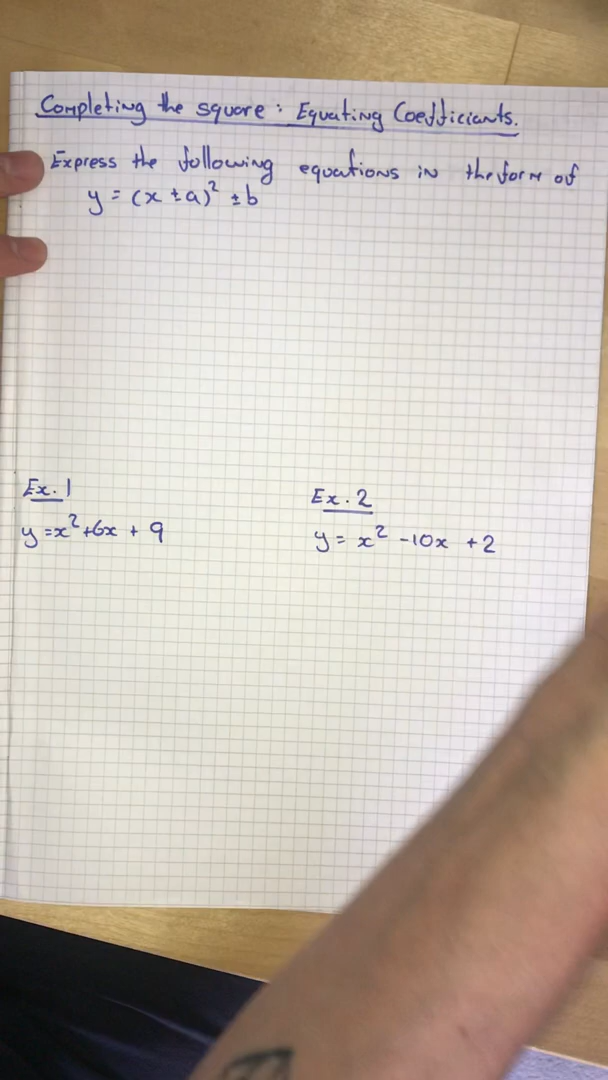 Completing the square : Equating Coefficiants.
Express the following equations in the form of
y = (x ± a)² ± b
Ex. 1
y = x² + 6x + 9
Ex. 2
y = x² - 10x + 2